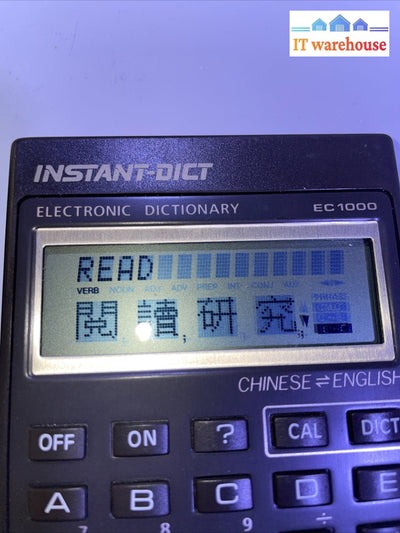 IT warehouse
INSTANT-DICT
ELECTRONIC DICTIONARY EC1000
READ
VERB NOUN ADJ ADV PREP INT CONJ AUX
閱讀,研究,
CHINESE ⇌ ENGLISH
OFF ON ? CAL DICT
A B C D E
7 8 9 ÷